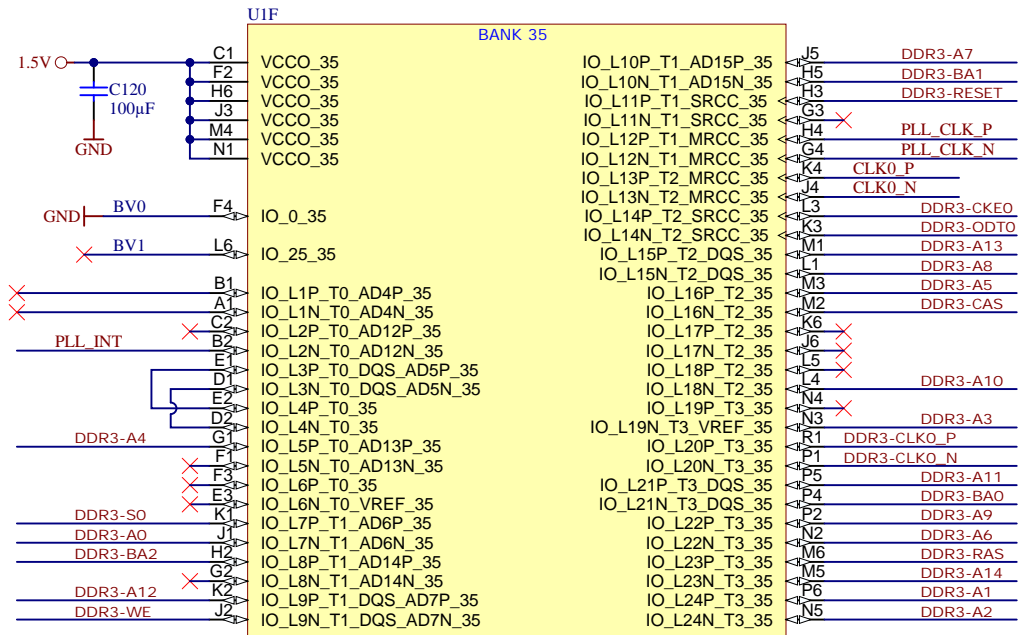 U1F
BANK 35
1.5V
C120
100µF
GND
C1 VCCO_35
F2 VCCO_35
H6 VCCO_35
J3 VCCO_35
M4 VCCO_35
N1 VCCO_35
GND BV0 F4 IO_0_35
BV1 L6 IO_25_35
B1 IO_L1P_T0_AD4P_35
A1 IO_L1N_T0_AD4N_35
C2 IO_L2P_T0_AD12P_35
PLL_INT B2 IO_L2N_T0_AD12N_35
E1 IO_L3P_T0_DQS_AD5P_35
D1 IO_L3N_T0_DQS_AD5N_35
E2 IO_L4P_T0_35
D2 IO_L4N_T0_35
DDR3-A4 G1 IO_L5P_T0_AD13P_35
F1 IO_L5N_T0_AD13N_35
F3 IO_L6P_T0_35
E3 IO_L6N_T0_VREF_35
DDR3-S0 K1 IO_L7P_T1_AD6P_35
DDR3-A0 J1 IO_L7N_T1_AD6N_35
DDR3-BA2 H2 IO_L8P_T1_AD14P_35
G2 IO_L8N_T1_AD14N_35
DDR3-A12 K2 IO_L9P_T1_DQS_AD7P_35
DDR3-WE J2 IO_L9N_T1_DQS_AD7N_35
IO_L10P_T1_AD15P_35 J5 DDR3-A7
IO_L10N_T1_AD15N_35 H5 DDR3-BA1
IO_L11P_T1_SRCC_35 H3 DDR3-RESET
IO_L11N_T1_SRCC_35 G3
IO_L12P_T1_MRCC_35 H4 PLL_CLK_P
IO_L12N_T1_MRCC_35 G4 PLL_CLK_N
IO_L13P_T2_MRCC_35 K4 CLK0_P
IO_L13N_T2_MRCC_35 J4 CLK0_N
IO_L14P_T2_SRCC_35 L3 DDR3-CKE0
IO_L14N_T2_SRCC_35 K3 DDR3-ODT0
IO_L15P_T2_DQS_35 M1 DDR3-A13
IO_L15N_T2_DQS_35 L1 DDR3-A8
IO_L16P_T2_35 M3 DDR3-A5
IO_L16N_T2_35 M2 DDR3-CAS
IO_L17P_T2_35 K6
IO_L17N_T2_35 J6
IO_L18P_T2_35 L5
IO_L18N_T2_35 L4 DDR3-A10
IO_L19P_T3_35 N4
IO_L19N_T3_VREF_35 N3 DDR3-A3
IO_L20P_T3_35 R1 DDR3-CLK0_P
IO_L20N_T3_35 P1 DDR3-CLK0_N
IO_L21P_T3_DQS_35 P5 DDR3-A11
IO_L21N_T3_DQS_35 P4 DDR3-BA0
IO_L22P_T3_35 P2 DDR3-A9
IO_L22N_T3_35 N2 DDR3-A6
IO_L23P_T3_35 M6 DDR3-RAS
IO_L23N_T3_35 M5 DDR3-A14
IO_L24P_T3_35 P6 DDR3-A1
IO_L24N_T3_35 N5 DDR3-A2